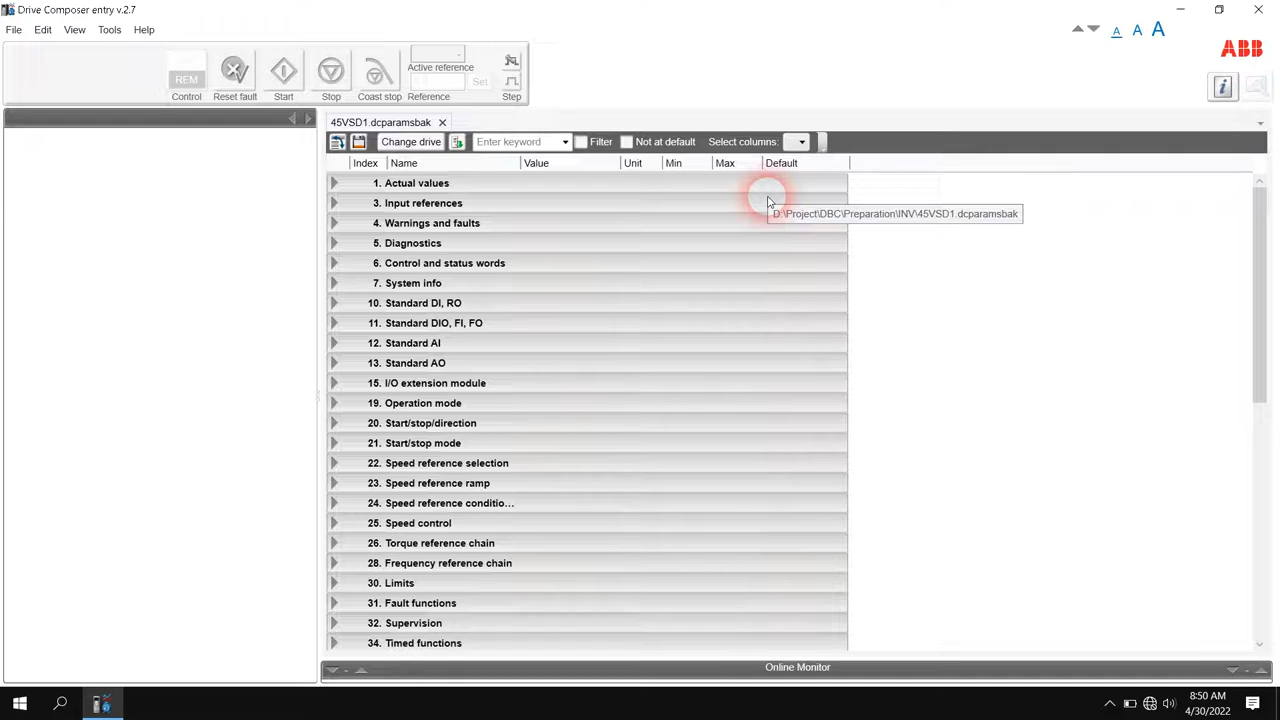 Drive Composer entry v.2.7
File Edit View Tools Help
A A A
ABB
REM
Control Reset fault Start Stop Coast stop
Active reference
Set
Reference
Step
i
45VSD1.dcparamsbak
Change drive Enter keyword Filter Not at default Select columns:
Index Name Value Unit Min Max Default
1. Actual values
3. Input references
D:\Project\DBC\Preparation\INV\45VSD1.dcparamsbak
4. Warnings and faults
5. Diagnostics
6. Control and status words
7. System info
10. Standard DI, RO
11. Standard DIO, FI, FO
12. Standard AI
13. Standard AO
15. I/O extension module
19. Operation mode
20. Start/stop/direction
21. Start/stop mode
22. Speed reference selection
23. Speed reference ramp
24. Speed reference conditio...
25. Speed control
26. Torque reference chain
28. Frequency reference chain
30. Limits
31. Fault functions
32. Supervision
34. Timed functions
Online Monitor
8:50 AM
4/30/2022